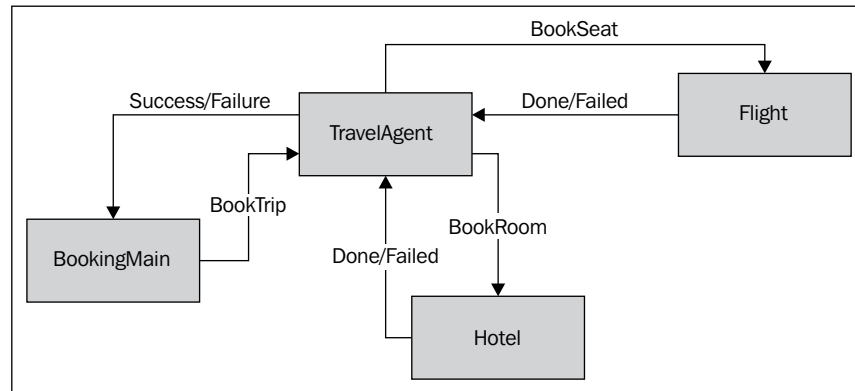 BookSeat
Success/Failure
Done/Failed
TravelAgent
Flight
BookTrip
BookRoom
BookingMain
Done/Failed
Hotel